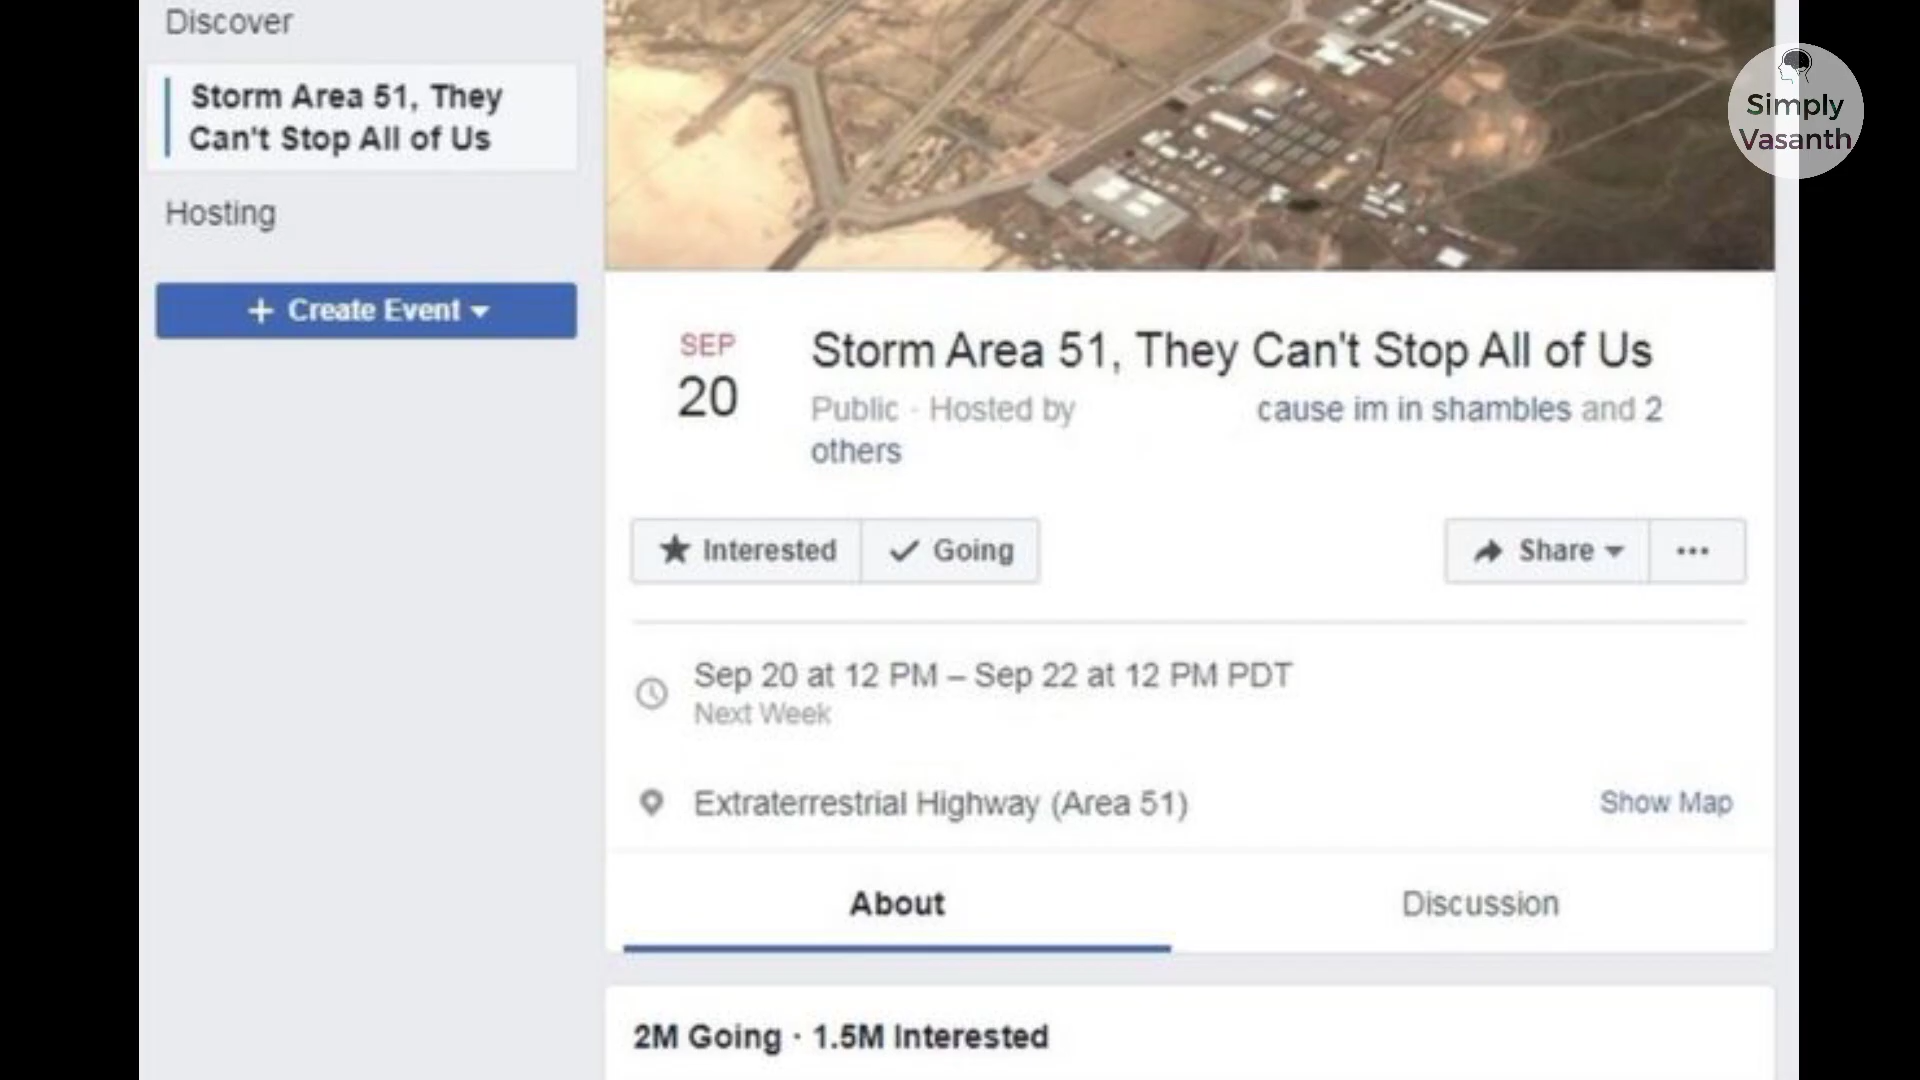 Discover
Storm Area 51, They
Can't Stop All of Us
Hosting
+ Create Event
Simply
Vasanth
SEP
20
Storm Area 51, They Can't Stop All of Us
Public · Hosted by cause im in shambles and 2
others
Interested
Going
Share
Sep 20 at 12 PM – Sep 22 at 12 PM PDT
Next Week
Extraterrestrial Highway (Area 51)
Show Map
About
Discussion
2M Going · 1.5M Interested